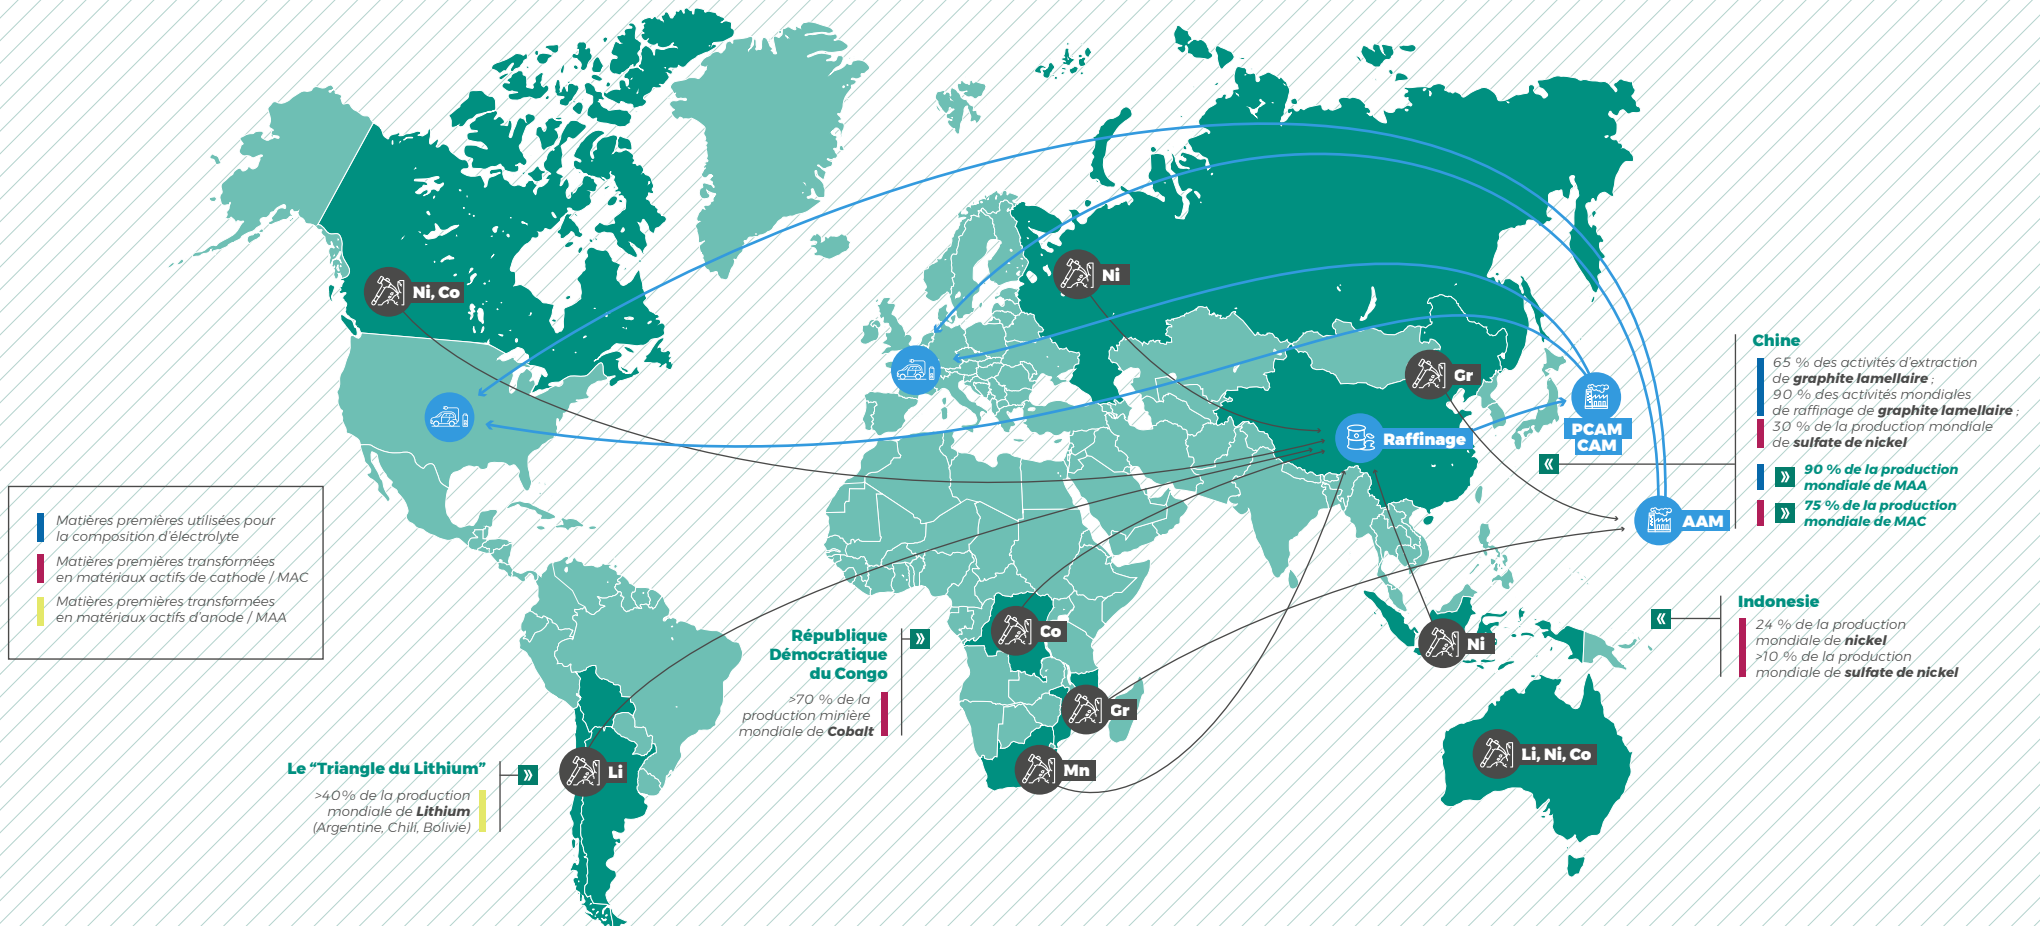 Ni, Co
Ni
Gr
Raffinage
PCAM
CAM
AAM
Chine
65 % des activités d'extraction
de graphite lamellaire ;
90 % des activités mondiales
de raffinage de graphite lamellaire ;
30 % de la production mondiale
de sulfate de nickel
90 % de la production
mondiale de MAA
75 % de la production
mondiale de MAC
Matières premières utilisées pour
la composition d'électrolyte
Matières premières transformées
en matériaux actifs de cathode / MAC
Matières premières transformées
en matériaux actifs d'anode / MAA
Indonesie
24 % de la production
mondiale de nickel
>10 % de la production
mondiale de sulfate de nickel
Co
Ni
République
Démocratique
du Congo
>70 % de la
production minière
mondiale de Cobalt
Gr
Li, Ni, Co
Mn
Li
Le “Triangle du Lithium”
>40% de la production
mondiale de Lithium
(Argentine, Chili, Bolivie)